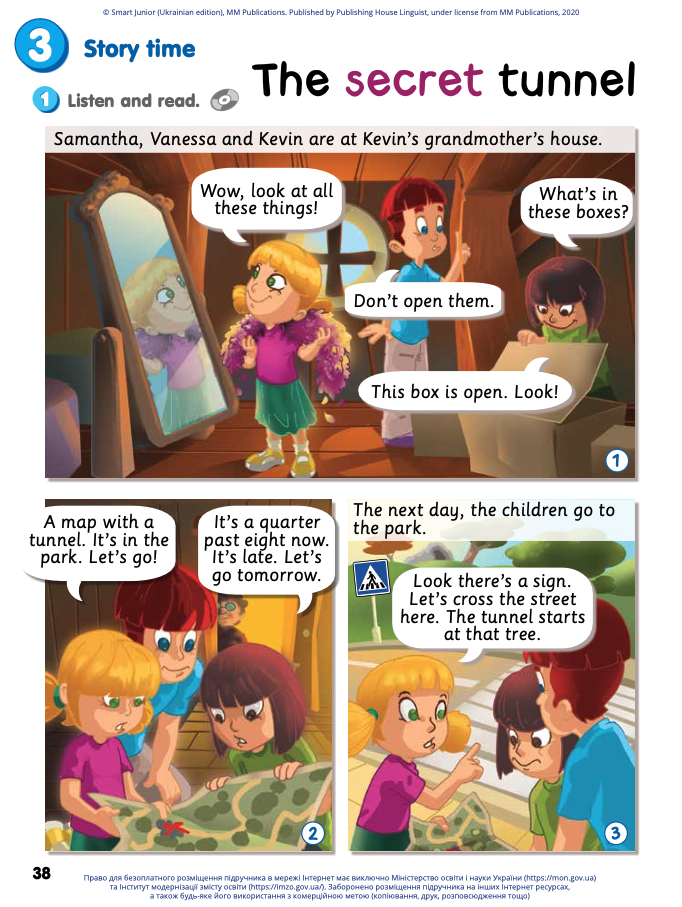 © Smart Junior (Ukrainian edition), MM Publications. Published by Publishing House Linguist, under license from MM Publications, 2020
3
Story time
The secret tunnel
1 Listen and read.
Samantha, Vanessa and Kevin are at Kevin's grandmother's house.
Wow, look at all
these things!
What's in
these boxes?
Don't open them.
This box is open. Look!
1
A map with a
tunnel. It's in the
park. Let's go!
It's a quarter
past eight now.
It's late. Let's
go tomorrow.
2
The next day, the children go to
the park.
Look there's a sign.
Let's cross the street
here. The tunnel starts
at that tree.
3
38
Право для безоплатного розміщення підручника в мережі Інтернет має виключно Міністерство освіти і науки України (https://mon.gov.ua)
та Інститут модернізації змісту освіти (https://imzo.gov.ua/). Заборонено розміщення підручника на інших Інтернет ресурсах,
а також будь-яке його використання з комерційною метою (копіювання, друк, розповсюдження тощо)